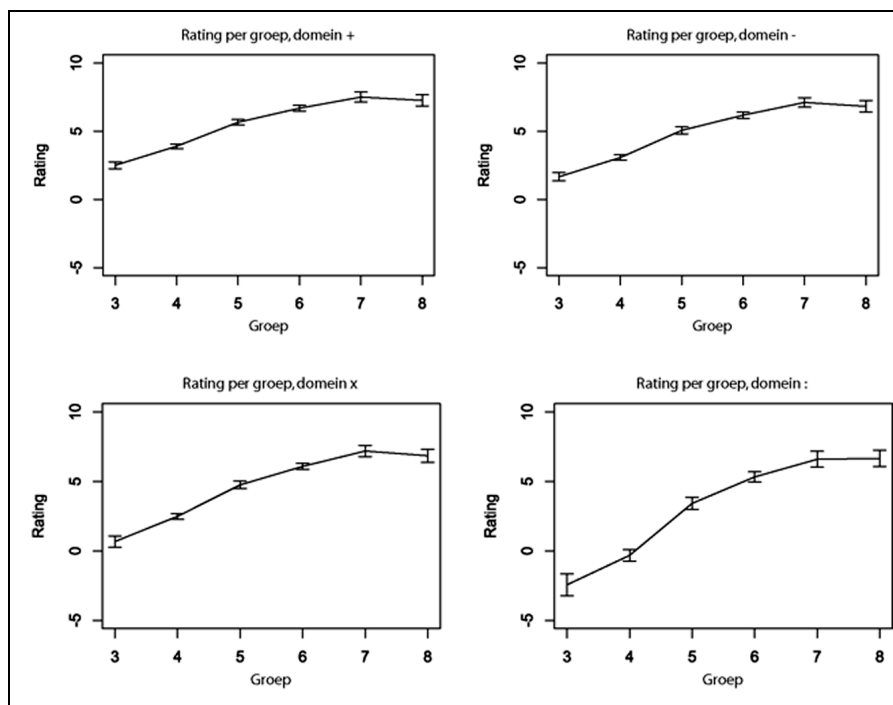 Rating per groep, domein +
10
5
0
-5
Rating
3 4 5 6 7 8
Groep
Rating per groep, domein -
10
5
0
-5
Rating
3 4 5 6 7 8
Groep
Rating per groep, domein x
10
5
0
-5
Rating
3 4 5 6 7 8
Groep
Rating per groep, domein :
10
5
0
-5
Rating
3 4 5 6 7 8
Groep